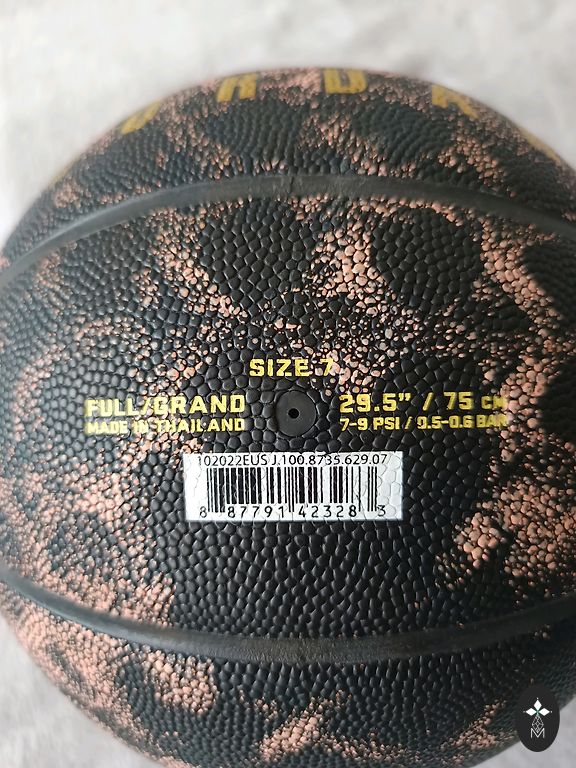 SIZE 7
FULL/GRAND
29.5” / 75 CM
MADE IN THAILAND
7-9 PSI / 0.5-0.6 BAR
102022EUS J.100.8735.629.07
8 87791 42328 3
M